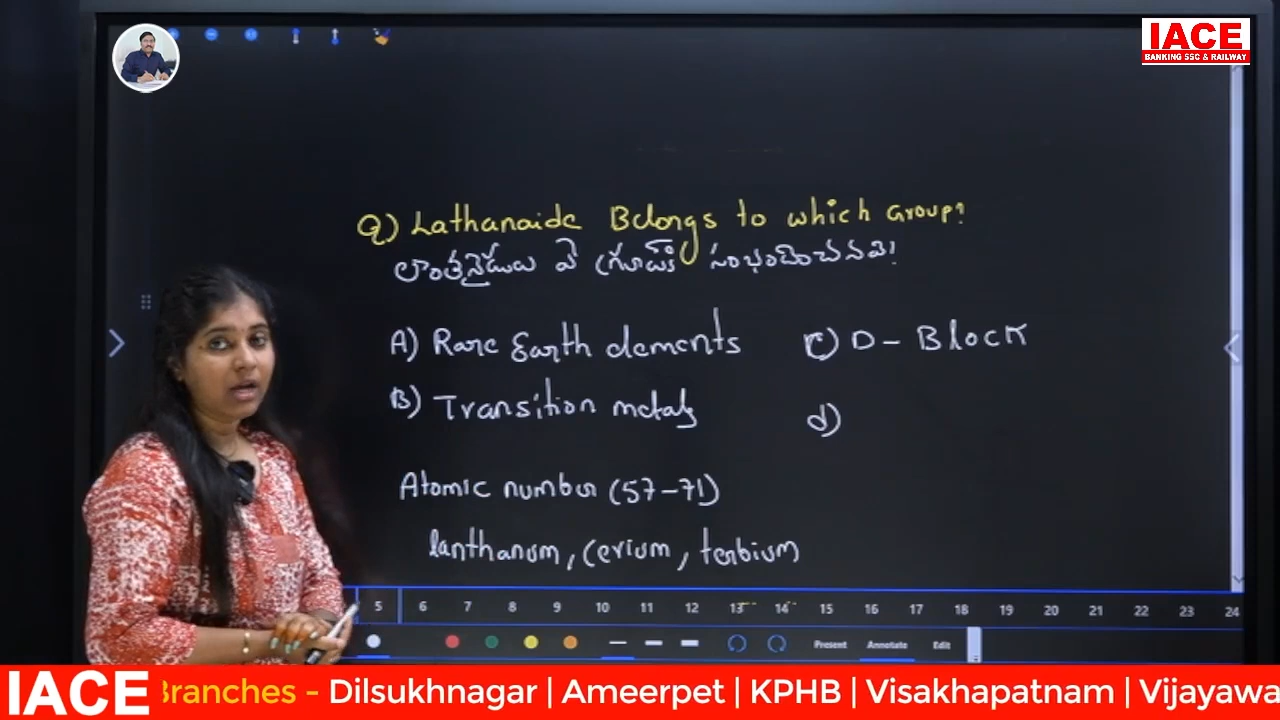 IACE
BANKING SSC & RAILWAY
Q) Lathanaide Belongs to which Group?
లాంతనైడులు ఏ గ్రూప్‌కి సంభందించినవి?
A) Rare Earth elements
C) D - Block
B) Transition metals
d)
Atomic number (57-71)
lanthanum, Cerium, terbium
5 6 7 8 9 10 11 12 13 14 15 16 17 18 19 20 21 22 23 24
Present Annotate Edit
IACE Branches - Dilsukhnagar | Ameerpet | KPHB | Visakhapatnam | Vijayawa